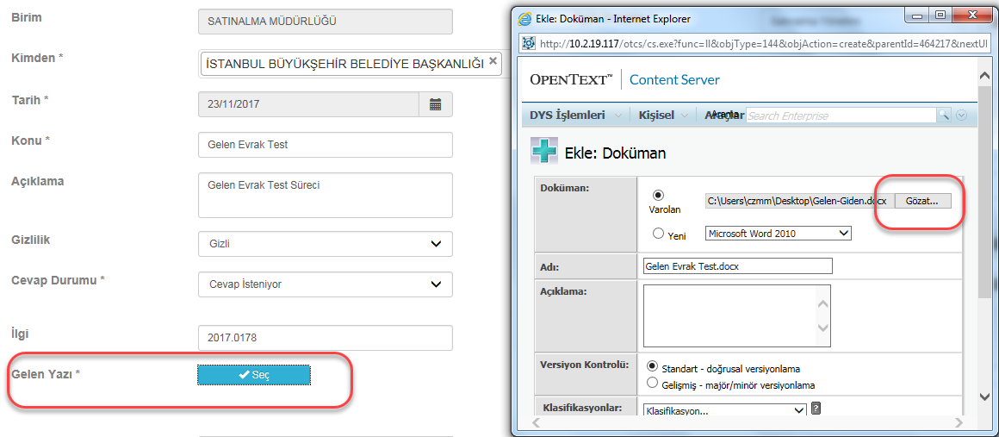 Birim
SATINALMA MÜDÜRLÜĞÜ
Kimden *
İSTANBUL BÜYÜKŞEHİR BELEDİYE BAŞKANLIĞI ×
Tarih *
23/11/2017
Konu *
Gelen Evrak Test
Açıklama
Gelen Evrak Test Süreci
Gizlilik
Gizli
Cevap Durumu *
Cevap İsteniyor
İlgi
2017.0178
Gelen Yazı *
Seç
Ekle: Doküman - Internet Explorer
http://10.2.19.117/otcs/cs.exe?func=ll&objType=144&objAction=create&parentId=464217&nextUl
OPENTEXT™ Content Server
DYS İşlemleri Kişisel Araçlar Arama Search Enterprise
Ekle: Doküman
Doküman:
Varolan
C:\Users\czmm\Desktop\Gelen-Giden.docx Gözat...
Yeni Microsoft Word 2010
Adı: Gelen Evrak Test.docx
Açıklama:
Versiyon Kontrolü: Standart - doğrusal versiyonlama
Gelişmiş - majör/minör versiyonlama
Klasifikasyonlar: Klasifikasyon... ?